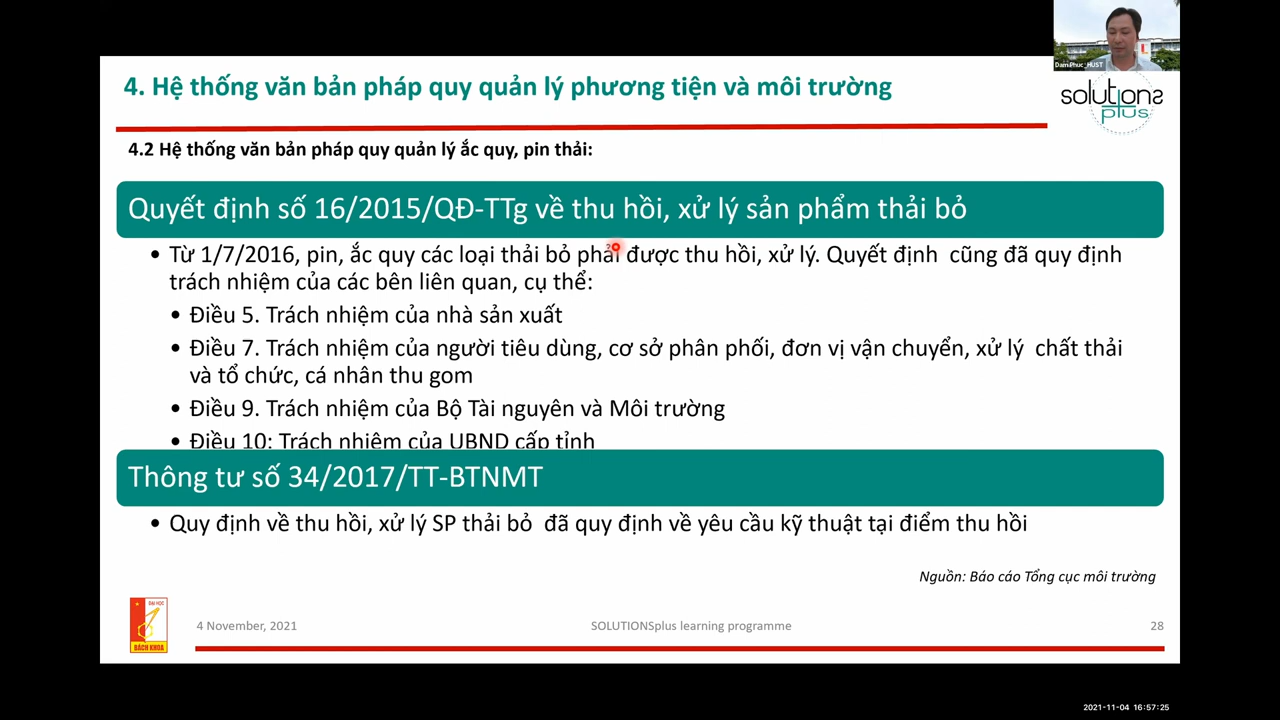 DamPhuc_HUST
4. Hệ thống văn bản pháp quy quản lý phương tiện và môi trường
solutions
plus
4.2 Hệ thống văn bản pháp quy quản lý ắc quy, pin thải:
Quyết định số 16/2015/QĐ-TTg về thu hồi, xử lý sản phẩm thải bỏ
• Từ 1/7/2016, pin, ắc quy các loại thải bỏ phải được thu hồi, xử lý. Quyết định cũng đã quy định
trách nhiệm của các bên liên quan, cụ thể:
• Điều 5. Trách nhiệm của nhà sản xuất
• Điều 7. Trách nhiệm của người tiêu dùng, cơ sở phân phối, đơn vị vận chuyển, xử lý chất thải
và tổ chức, cá nhân thu gom
• Điều 9. Trách nhiệm của Bộ Tài nguyên và Môi trường
• Điều 10: Trách nhiệm của UBND cấp tỉnh
Thông tư số 34/2017/TT-BTNMT
• Quy định về thu hồi, xử lý SP thải bỏ đã quy định về yêu cầu kỹ thuật tại điểm thu hồi
Nguồn: Báo cáo Tổng cục môi trường
ĐẠI HỌC
BÁCH KHOA
4 November, 2021
SOLUTIONSplus learning programme
28
2021-11-04 16:57:25